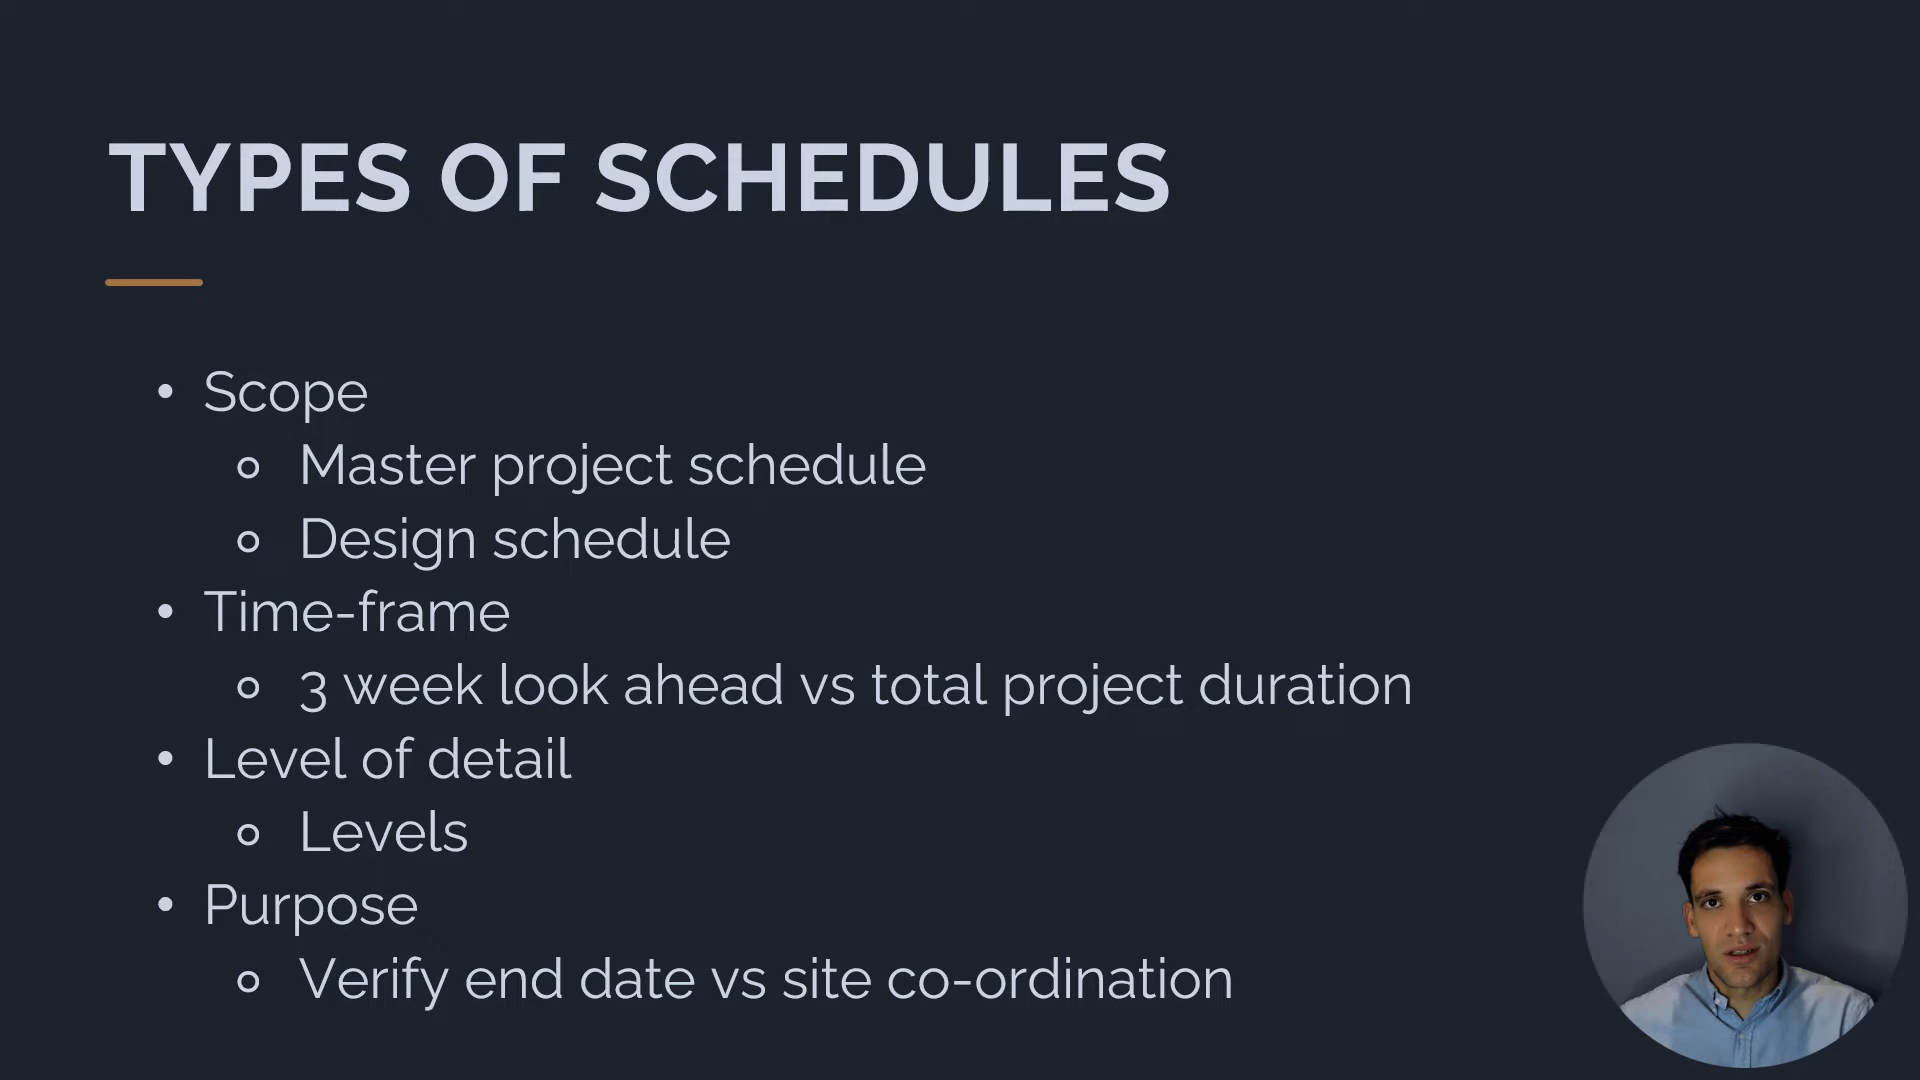 TYPES OF SCHEDULES
• Scope
○ Master project schedule
○ Design schedule
• Time-frame
○ 3 week look ahead vs total project duration
• Level of detail
○ Levels
• Purpose
○ Verify end date vs site co-ordination